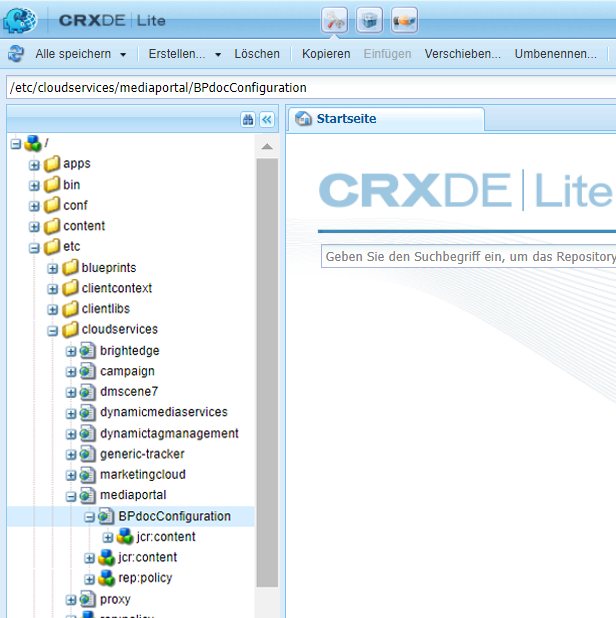 CRXDE | Lite
Alle speichern Erstellen... Löschen Kopieren Einfügen Verschieben... Umbenennen...
/etc/cloudservices/mediaportal/BPdocConfiguration
Startseite
/
apps
bin
conf
content
etc
blueprints
clientcontext
clientlibs
cloudservices
brightedge
campaign
dmscene7
dynamicmediaservices
dynamictagmanagement
generic-tracker
marketingcloud
mediaportal
BPdocConfiguration
jcr:content
jcr:content
rep:policy
proxy
CRXDE | Lite
Geben Sie den Suchbegriff ein, um das Repository